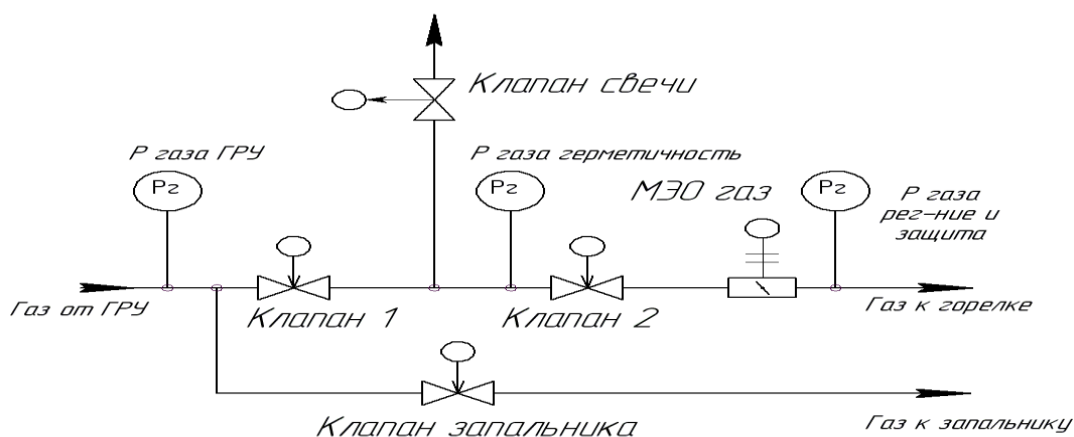 Клапан свечи
Р газа ГРУ
Р газа герметичность
МЭО газ
Рг
Рг
Рг
Р газа
рег-ние и
защита
Газ от ГРУ
Клапан 1
Клапан 2
Газ к горелке
Клапан запальника
Газ к запальнику